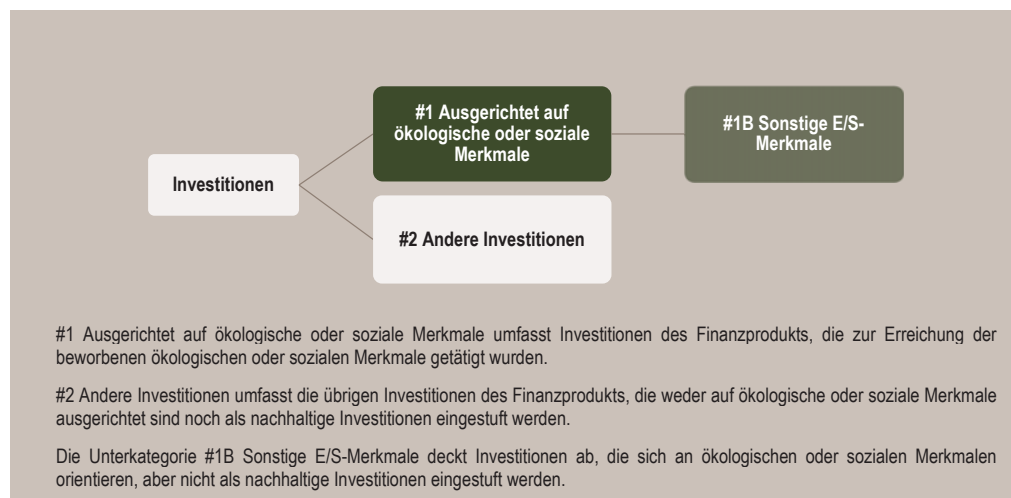 #1 Ausgerichtet auf
ökologische oder soziale
Merkmale
#1B Sonstige E/S-
Merkmale
Investitionen
#2 Andere Investitionen
#1 Ausgerichtet auf ökologische oder soziale Merkmale umfasst Investitionen des Finanzprodukts, die zur Erreichung der
beworbenen ökologischen oder sozialen Merkmale getätigt wurden.
#2 Andere Investitionen umfasst die übrigen Investitionen des Finanzprodukts, die weder auf ökologische oder soziale Merkmale
ausgerichtet sind noch als nachhaltige Investitionen eingestuft werden.
Die Unterkategorie #1B Sonstige E/S-Merkmale deckt Investitionen ab, die sich an ökologischen oder sozialen Merkmalen
orientieren, aber nicht als nachhaltige Investitionen eingestuft werden.